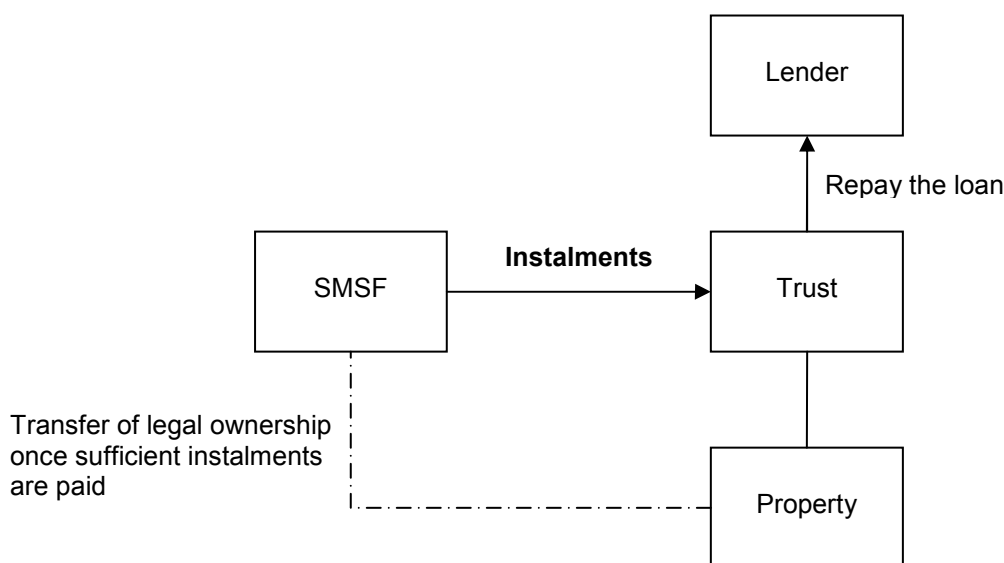 Lender
Repay the loan
Instalments
SMSF
Trust
Transfer of legal ownership
once sufficient instalments
are paid
Property